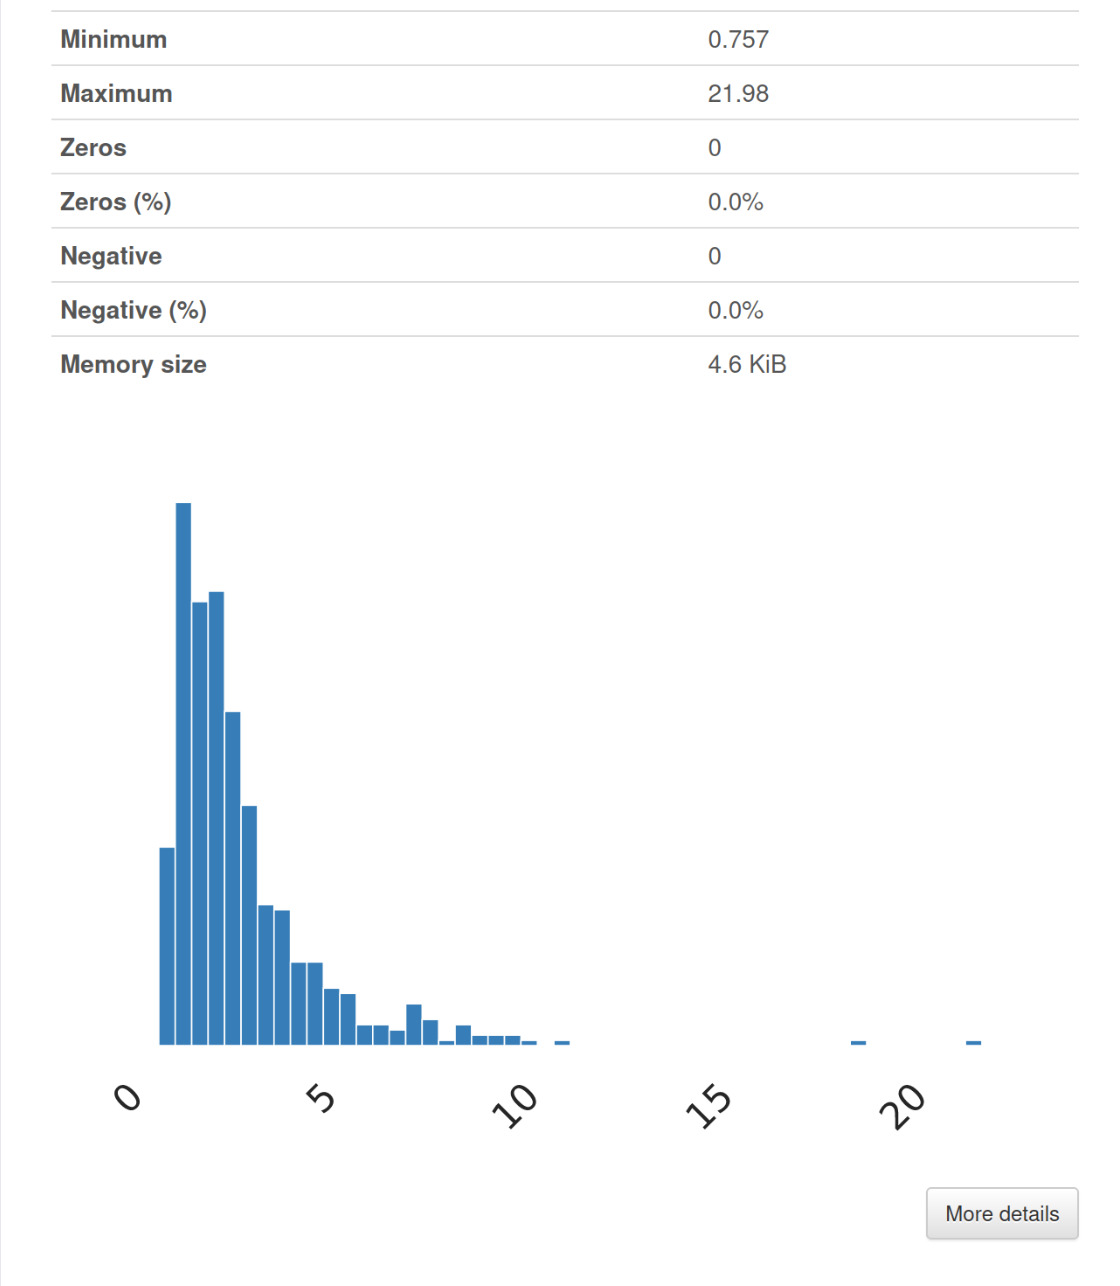 Minimum 0.757
Maximum 21.98
Zeros 0
Zeros (%) 0.0%
Negative 0
Negative (%) 0.0%
Memory size 4.6 KiB
0 5 10 15 20
More details